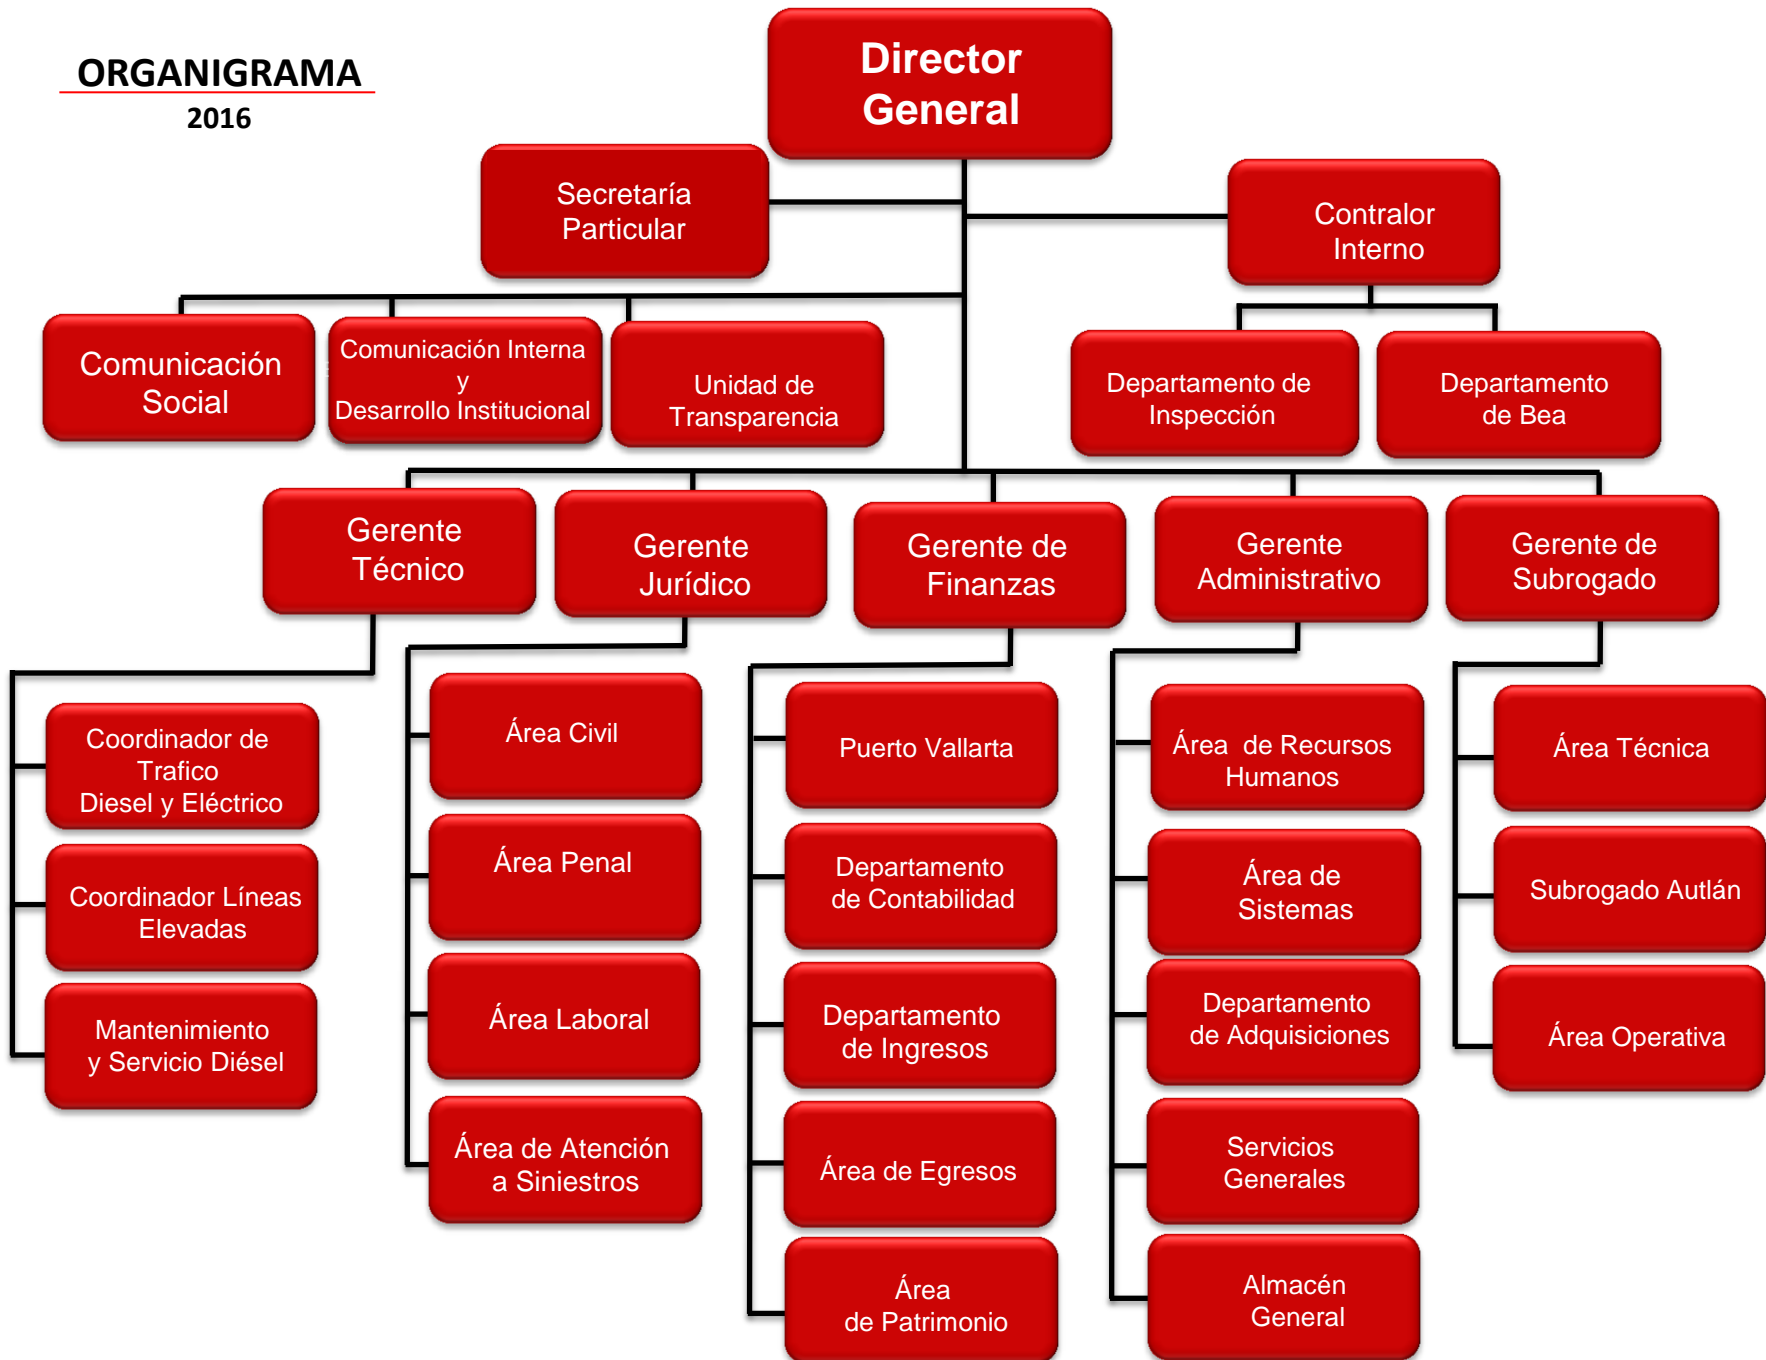 ORGANIGRAMA
2016
Director
General
Secretaría
Particular
Contralor
Interno
Comunicación
Social
Comunicación Interna
y
Desarrollo Institucional
Unidad de
Transparencia
Departamento de
Inspección
Departamento
de Bea
Gerente
Técnico
Gerente
Jurídico
Gerente de
Finanzas
Gerente
Administrativo
Gerente de
Subrogado
Coordinador de
Trafico
Diesel y Eléctrico
Coordinador Líneas
Elevadas
Mantenimiento
y Servicio Diésel
Área Civil
Área Penal
Área Laboral
Área de Atención
a Siniestros
Puerto Vallarta
Departamento
de Contabilidad
Departamento
de Ingresos
Área de Egresos
Área
de Patrimonio
Área de Recursos
Humanos
Área de
Sistemas
Departamento
de Adquisiciones
Servicios
Generales
Almacén
General
Área Técnica
Subrogado Autlán
Área Operativa